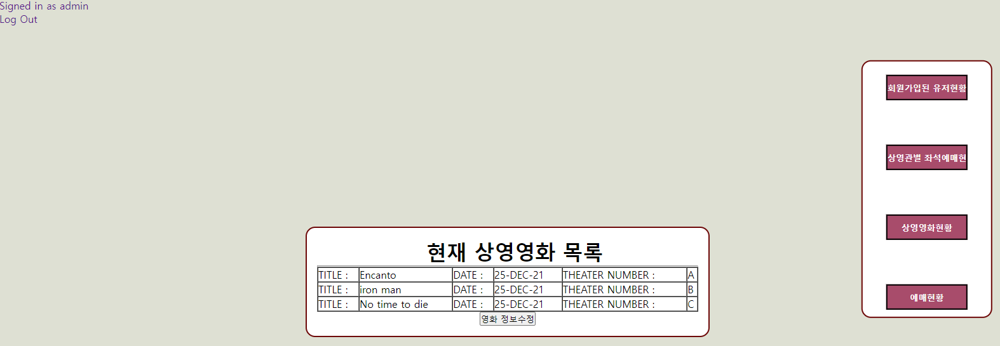 Signed in as admin
Log Out
회원가입된 유저현황
상영관별 좌석예매현
상영영화현황
예매현황
현재 상영영화 목록
TITLE : Encanto DATE : 25-DEC-21 THEATER NUMBER : A
TITLE : iron man DATE : 25-DEC-21 THEATER NUMBER : B
TITLE : No time to die DATE : 25-DEC-21 THEATER NUMBER : C
영화 정보수정